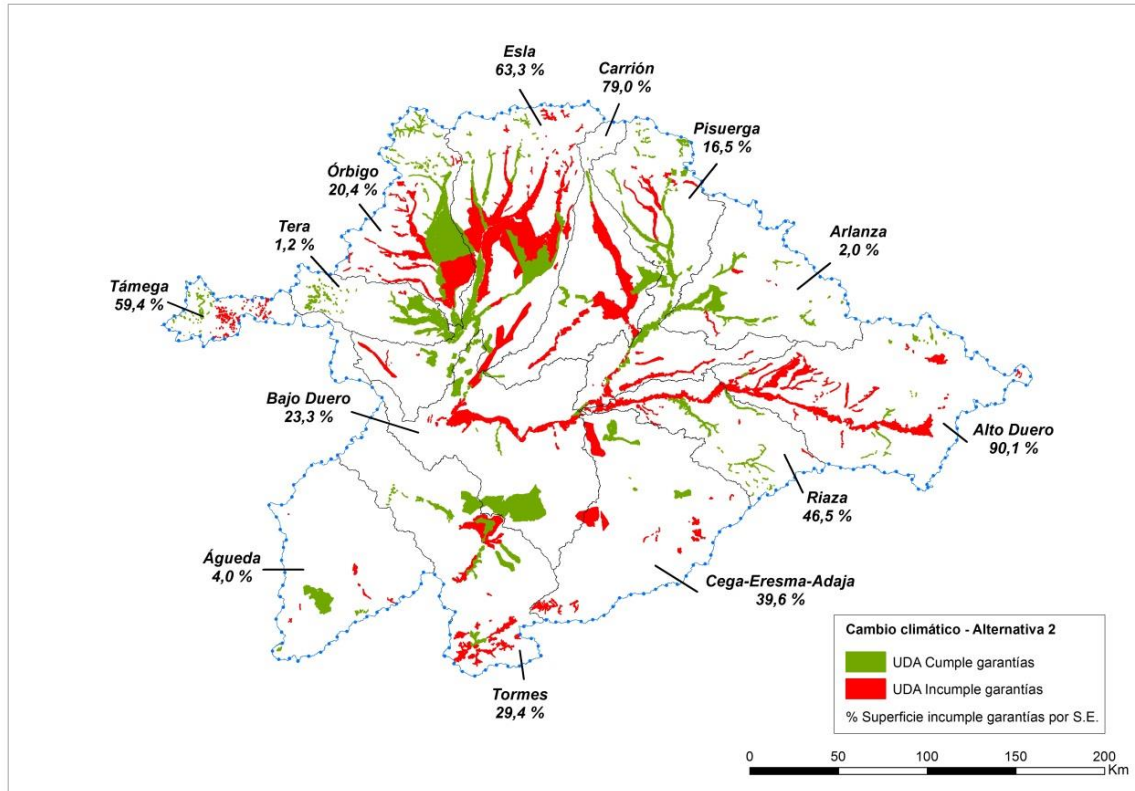 Esla
63,3 %
Carrión
79,0 %
Pisuerga
16,5 %
Órbigo
20,4 %
Tera
1,2 %
Arlanza
2,0 %
Támega
59,4 %
Bajo Duero
23,3 %
Alto Duero
90,1 %
Riaza
46,5 %
Águeda
4,0 %
Cega-Eresma-Adaja
39,6 %
Tormes
29,4 %
Cambio climático - Alternativa 2
UDA Cumple garantías
UDA Incumple garantías
% Superficie incumple garantías por S.E.
0 50 100 150 200
Km